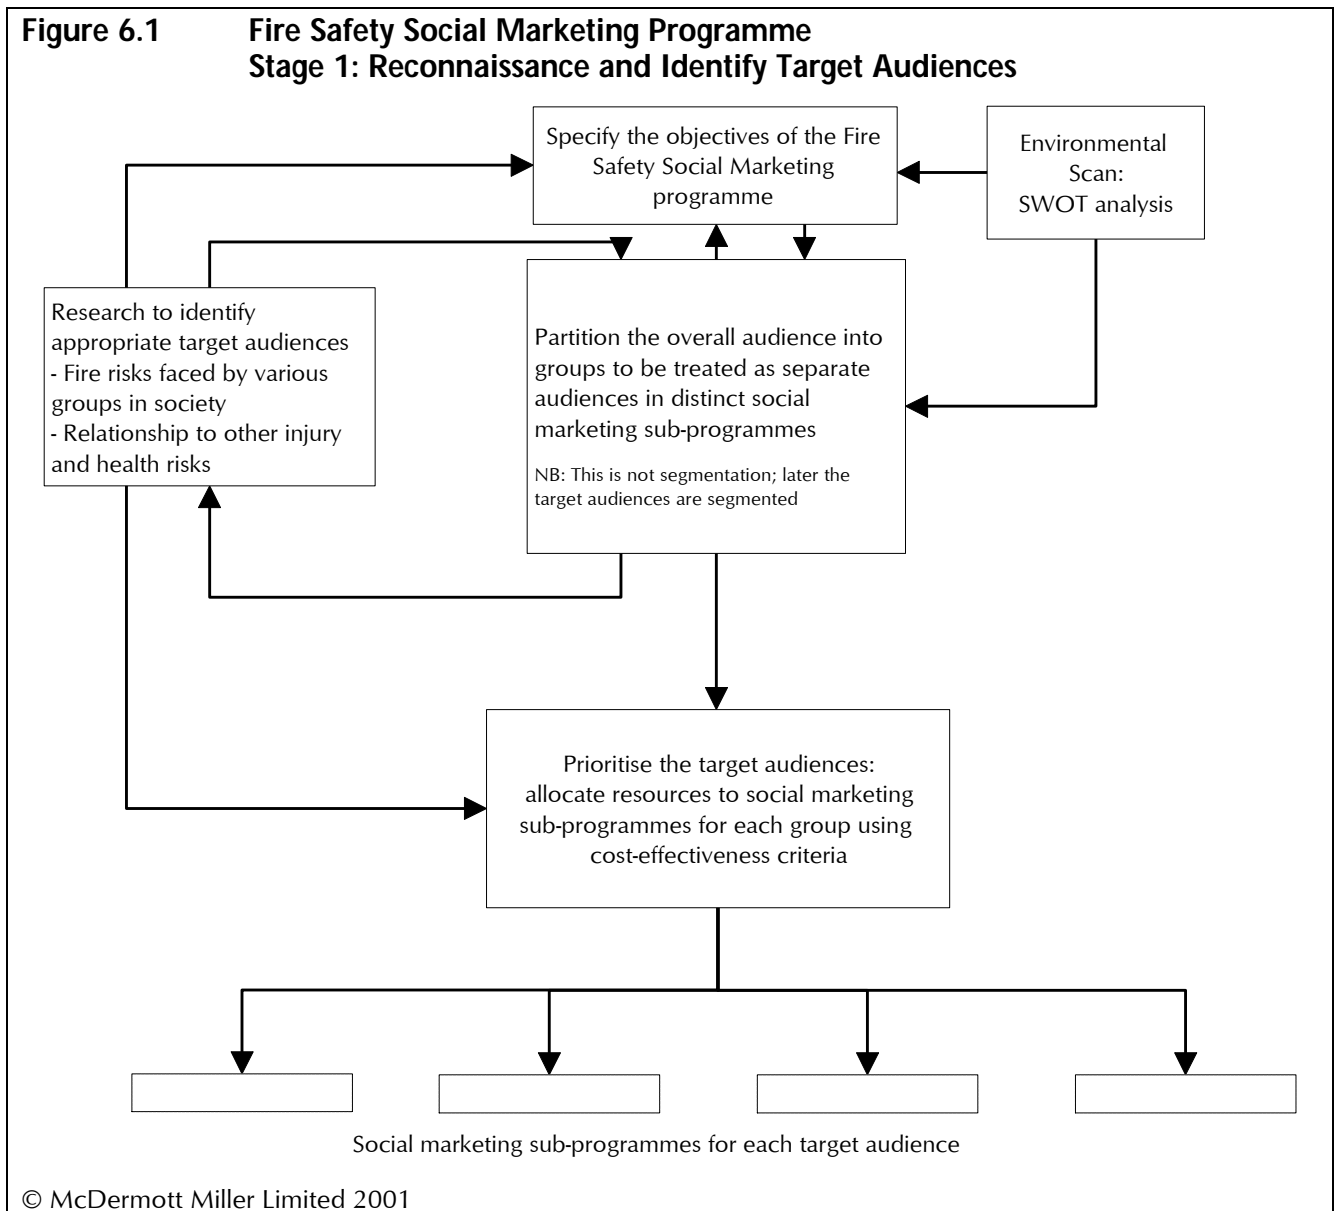 Figure 6.1 Fire Safety Social Marketing Programme
Stage 1: Reconnaissance and Identify Target Audiences
Specify the objectives of the Fire
Safety Social Marketing
programme
Environmental
Scan:
SWOT analysis
Research to identify
appropriate target audiences
- Fire risks faced by various
groups in society
- Relationship to other injury
and health risks
Partition the overall audience into
groups to be treated as separate
audiences in distinct social
marketing sub-programmes
NB: This is not segmentation; later the
target audiences are segmented
Prioritise the target audiences:
allocate resources to social marketing
sub-programmes for each group using
cost-effectiveness criteria
Social marketing sub-programmes for each target audience
© McDermott Miller Limited 2001